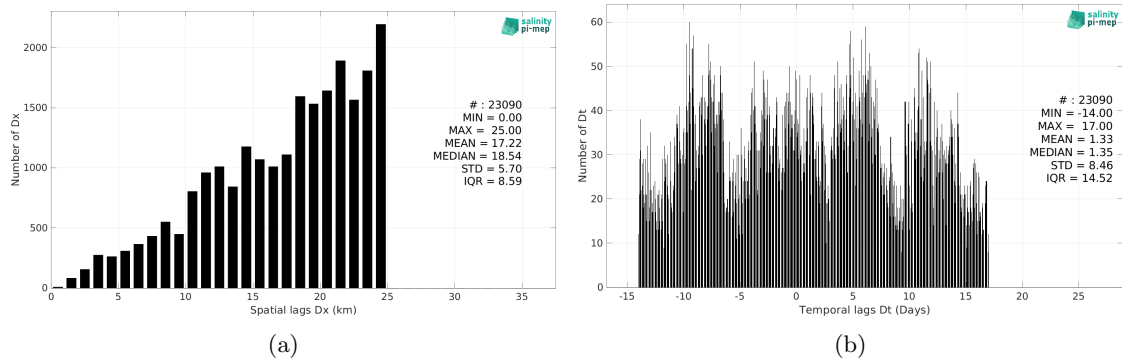 salinity
pi-mep
2000
1500
1000
500
0
Number of Dx
# : 23090
MIN = 0.00
MAX = 25.00
MEAN = 17.22
MEDIAN = 18.54
STD = 5.70
IQR = 8.59
0 5 10 15 20 25 30 35
Spatial lags Dx (km)
(a)
salinity
pi-mep
60
50
40
30
20
10
0
Number of Dt
# : 23090
MIN = -14.00
MAX = 17.00
MEAN = 1.33
MEDIAN = 1.35
STD = 8.46
IQR = 14.52
-15 -10 -5 0 5 10 15 20 25
Temporal lags Dt (Days)
(b)